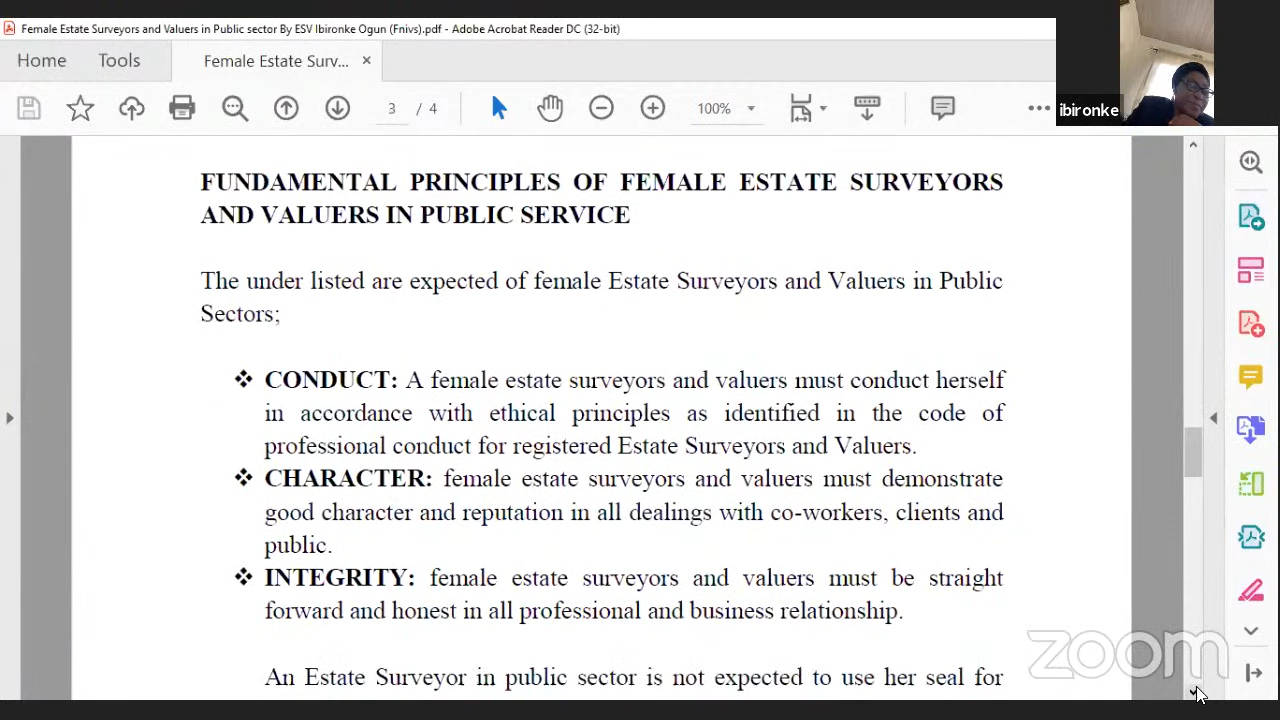 Female Estate Surveyors and Valuers in Public sector By ESV Ibironke Ogun (Fnivs).pdf - Adobe Acrobat Reader DC (32-bit)
Home
Tools
Female Estate Surv...
3 / 4
100%
ibironke
FUNDAMENTAL PRINCIPLES OF FEMALE ESTATE SURVEYORS
AND VALUERS IN PUBLIC SERVICE
The under listed are expected of female Estate Surveyors and Valuers in Public
Sectors;
CONDUCT: A female estate surveyors and valuers must conduct herself
in accordance with ethical principles as identified in the code of
professional conduct for registered Estate Surveyors and Valuers.
CHARACTER: female estate surveyors and valuers must demonstrate
good character and reputation in all dealings with co-workers, clients and
public.
INTEGRITY: female estate surveyors and valuers must be straight
forward and honest in all professional and business relationship.
An Estate Surveyor in public sector is not expected to use her seal for
zoom